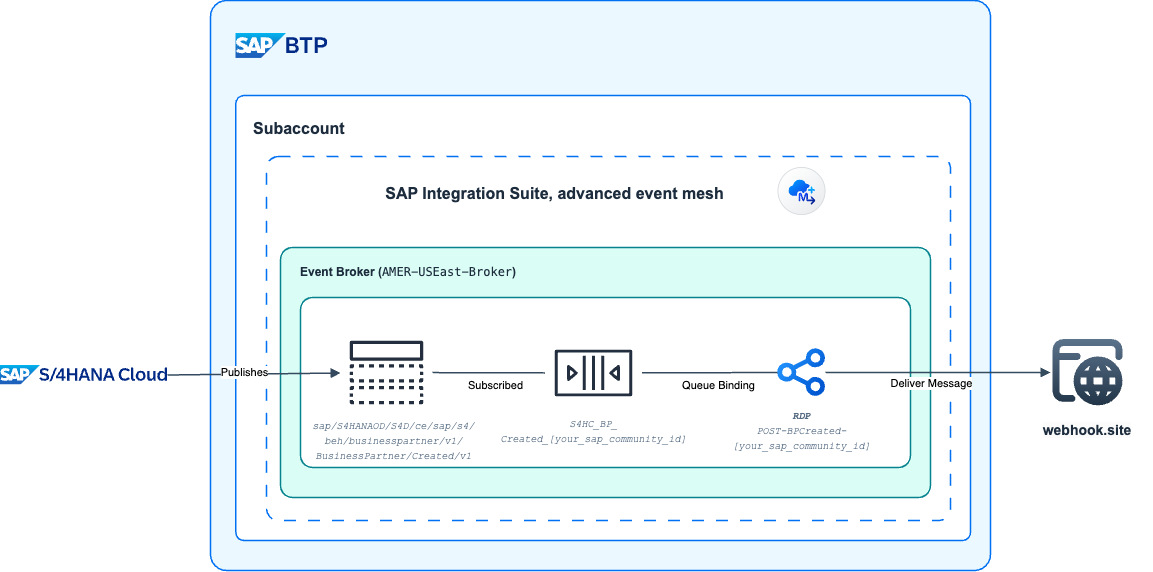 SAP BTP
Subaccount
SAP Integration Suite, advanced event mesh
M
Event Broker (AMER-USEast-Broker)
SAP S/4HANA Cloud
Publishes
Subscribed
Queue Binding
Deliver Message
sap/S4HANAOD/S4D/ce/sap/s4/
beh/businesspartner/v1/
BusinessPartner/Created/v1
S4HC_BP_
Created_[your_sap_community_id]
RDP
POST-BPCreated-
[your_sap_community_id]
webhook.site